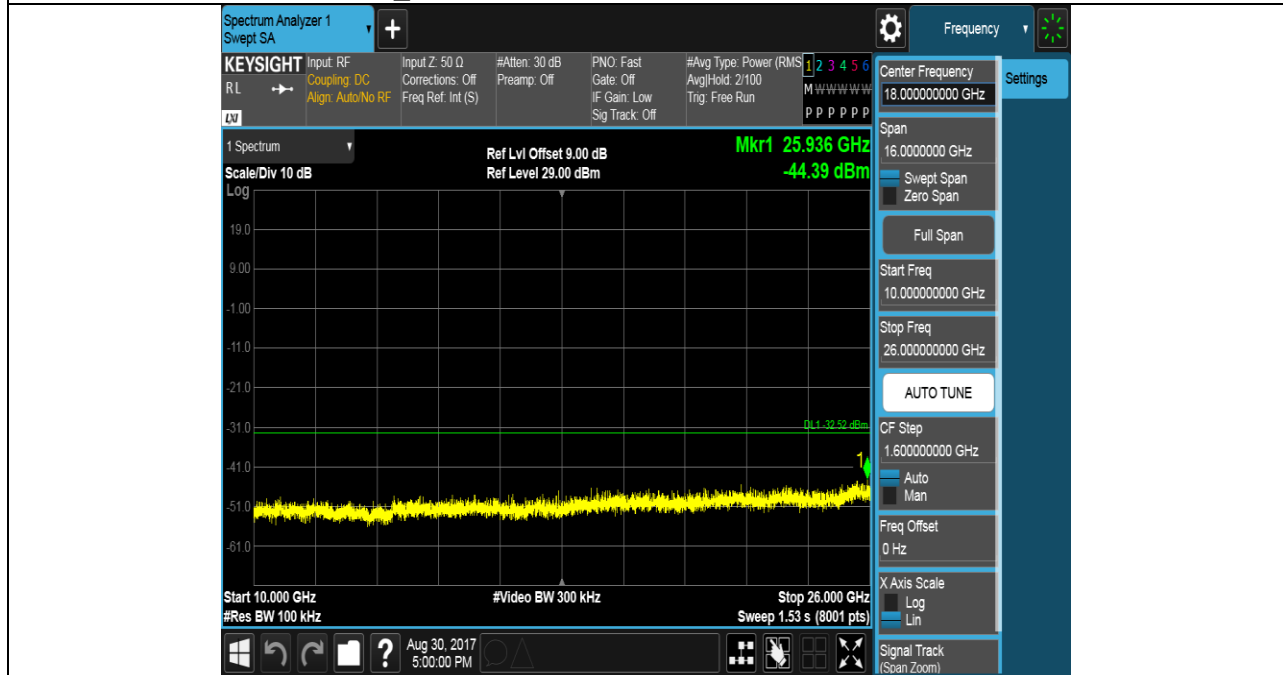 Spectrum Analyzer 1
Swept SA
+
Frequency
KEYSIGHT
RL
LXI
Input: RF
Coupling: DC
Align: Auto/No RF
Input Z: 50 Ω
Corrections: Off
Freq Ref: Int (S)
#Atten: 30 dB
Preamp: Off
PNO: Fast
Gate: Off
IF Gain: Low
Sig Track: Off
#Avg Type: Power (RMS
Avg|Hold: 2/100
Trig: Free Run
1 2 3 4 5 6
M W W W W W
P P P P P P
1 Spectrum
Scale/Div 10 dB
Ref Lvl Offset 9.00 dB
Ref Level 29.00 dBm
Mkr1 25.936 GHz
-44.39 dBm
Log
19.0
9.00
-1.00
-11.0
-21.0
-31.0
DL1 -32.52 dBm
-41.0
1
-51.0
-61.0
Start 10.000 GHz
#Video BW 300 kHz
Stop 26.000 GHz
#Res BW 100 kHz
Sweep 1.53 s (8001 pts)
?
Aug 30, 2017
5:00:00 PM
Center Frequency
18.000000000 GHz
Settings
Span
16.0000000 GHz
Swept Span
Zero Span
Full Span
Start Freq
10.000000000 GHz
Stop Freq
26.000000000 GHz
AUTO TUNE
CF Step
1.600000000 GHz
Auto
Man
Freq Offset
0 Hz
X Axis Scale
Log
Lin
Signal Track
(Span Zoom)